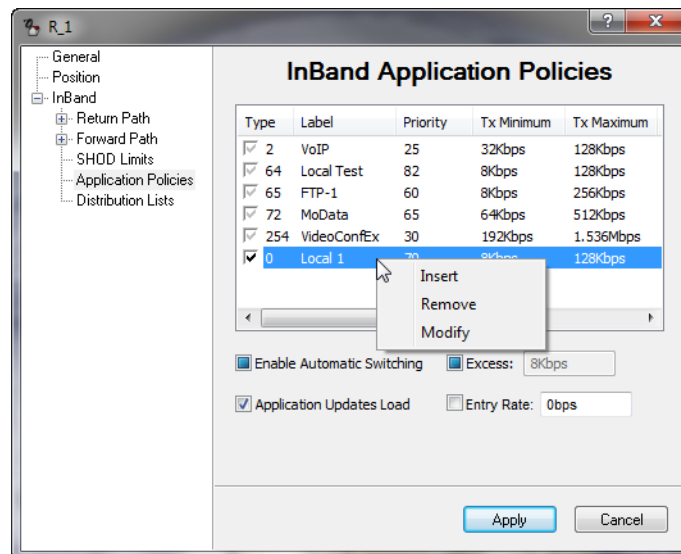 R_1
General
Position
InBand
Return Path
Forward Path
SHOD Limits
Application Policies
Distribution Lists
InBand Application Policies
Type Label Priority Tx Minimum Tx Maximum
2 VoIP 25 32Kbps 128Kbps
64 Local Test 82 8Kbps 128Kbps
65 FTP-1 60 8Kbps 256Kbps
72 MoData 65 64Kbps 512Kbps
254 VideoConfEx 30 192Kbps 1.536Mbps
0 Local 1 70 8Kbps 128Kbps
Insert
Remove
Modify
Enable Automatic Switching Excess: 8Kbps
Application Updates Load Entry Rate: 0bps
Apply Cancel